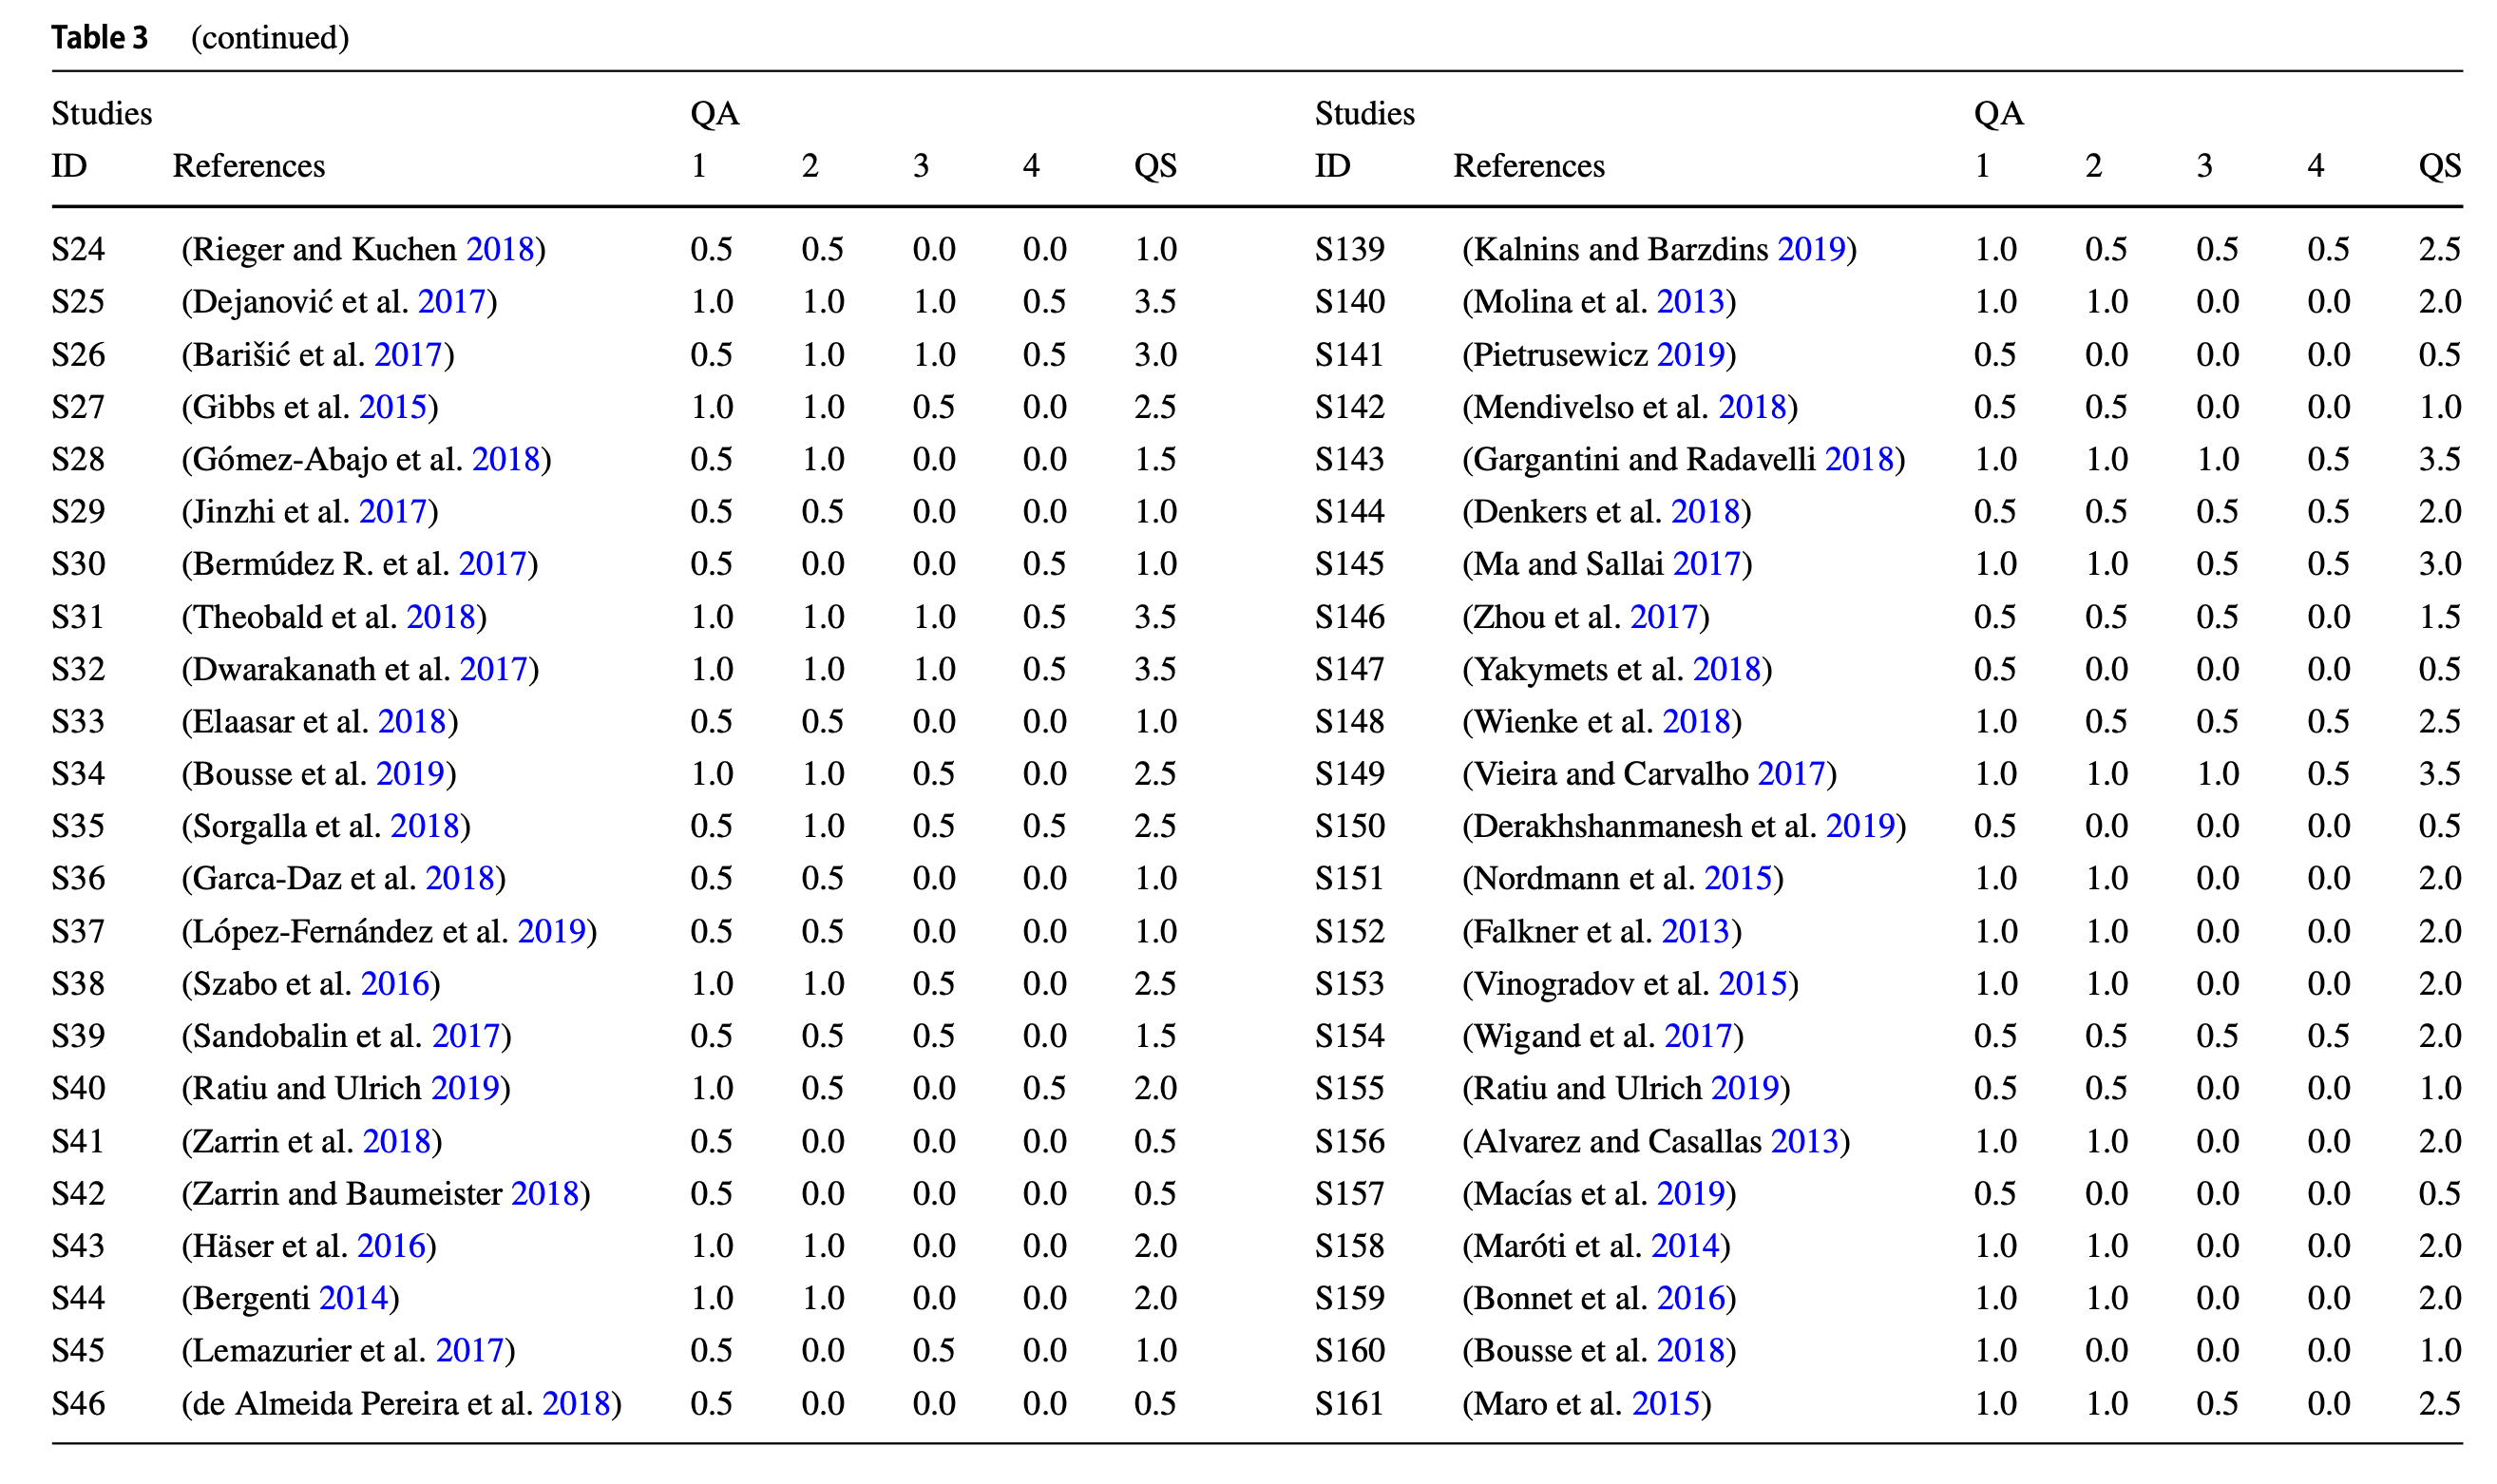 Table 3 (continued)
Studies QA Studies QA
ID References 1 2 3 4 QS ID References 1 2 3 4 QS
S24 (Rieger and Kuchen 2018) 0.5 0.5 0.0 0.0 1.0 S139 (Kalnins and Barzdins 2019) 1.0 0.5 0.5 0.5 2.5
S25 (Dejanović et al. 2017) 1.0 1.0 1.0 0.5 3.5 S140 (Molina et al. 2013) 1.0 1.0 0.0 0.0 2.0
S26 (Barišić et al. 2017) 0.5 1.0 1.0 0.5 3.0 S141 (Pietrusewicz 2019) 0.5 0.0 0.0 0.0 0.5
S27 (Gibbs et al. 2015) 1.0 1.0 0.5 0.0 2.5 S142 (Mendivelso et al. 2018) 0.5 0.5 0.0 0.0 1.0
S28 (Gómez-Abajo et al. 2018) 0.5 1.0 0.0 0.0 1.5 S143 (Gargantini and Radavelli 2018) 1.0 1.0 1.0 0.5 3.5
S29 (Jinzhi et al. 2017) 0.5 0.5 0.0 0.0 1.0 S144 (Denkers et al. 2018) 0.5 0.5 0.5 0.5 2.0
S30 (Bermúdez R. et al. 2017) 0.5 0.0 0.0 0.5 1.0 S145 (Ma and Sallai 2017) 1.0 1.0 0.5 0.5 3.0
S31 (Theobald et al. 2018) 1.0 1.0 1.0 0.5 3.5 S146 (Zhou et al. 2017) 0.5 0.5 0.5 0.0 1.5
S32 (Dwarakanath et al. 2017) 1.0 1.0 1.0 0.5 3.5 S147 (Yakymets et al. 2018) 0.5 0.0 0.0 0.0 0.5
S33 (Elaasar et al. 2018) 0.5 0.5 0.0 0.0 1.0 S148 (Wienke et al. 2018) 1.0 0.5 0.5 0.5 2.5
S34 (Bousse et al. 2019) 1.0 1.0 0.5 0.0 2.5 S149 (Vieira and Carvalho 2017) 1.0 1.0 1.0 0.5 3.5
S35 (Sorgalla et al. 2018) 0.5 1.0 0.5 0.5 2.5 S150 (Derakhshanmanesh et al. 2019) 0.5 0.0 0.0 0.0 0.5
S36 (Garca-Daz et al. 2018) 0.5 0.5 0.0 0.0 1.0 S151 (Nordmann et al. 2015) 1.0 1.0 0.0 0.0 2.0
S37 (López-Fernández et al. 2019) 0.5 0.5 0.0 0.0 1.0 S152 (Falkner et al. 2013) 1.0 1.0 0.0 0.0 2.0
S38 (Szabo et al. 2016) 1.0 1.0 0.5 0.0 2.5 S153 (Vinogradov et al. 2015) 1.0 1.0 0.0 0.0 2.0
S39 (Sandobalin et al. 2017) 0.5 0.5 0.5 0.0 1.5 S154 (Wigand et al. 2017) 0.5 0.5 0.5 0.5 2.0
S40 (Ratiu and Ulrich 2019) 1.0 0.5 0.0 0.5 2.0 S155 (Ratiu and Ulrich 2019) 0.5 0.5 0.0 0.0 1.0
S41 (Zarrin et al. 2018) 0.5 0.0 0.0 0.0 0.5 S156 (Alvarez and Casallas 2013) 1.0 1.0 0.0 0.0 2.0
S42 (Zarrin and Baumeister 2018) 0.5 0.0 0.0 0.0 0.5 S157 (Macías et al. 2019) 0.5 0.0 0.0 0.0 0.5
S43 (Häser et al. 2016) 1.0 1.0 0.0 0.0 2.0 S158 (Maróti et al. 2014) 1.0 1.0 0.0 0.0 2.0
S44 (Bergenti 2014) 1.0 1.0 0.0 0.0 2.0 S159 (Bonnet et al. 2016) 1.0 1.0 0.0 0.0 2.0
S45 (Lemazurier et al. 2017) 0.5 0.0 0.5 0.0 1.0 S160 (Bousse et al. 2018) 1.0 0.0 0.0 0.0 1.0
S46 (de Almeida Pereira et al. 2018) 0.5 0.0 0.0 0.0 0.5 S161 (Maro et al. 2015) 1.0 1.0 0.5 0.0 2.5